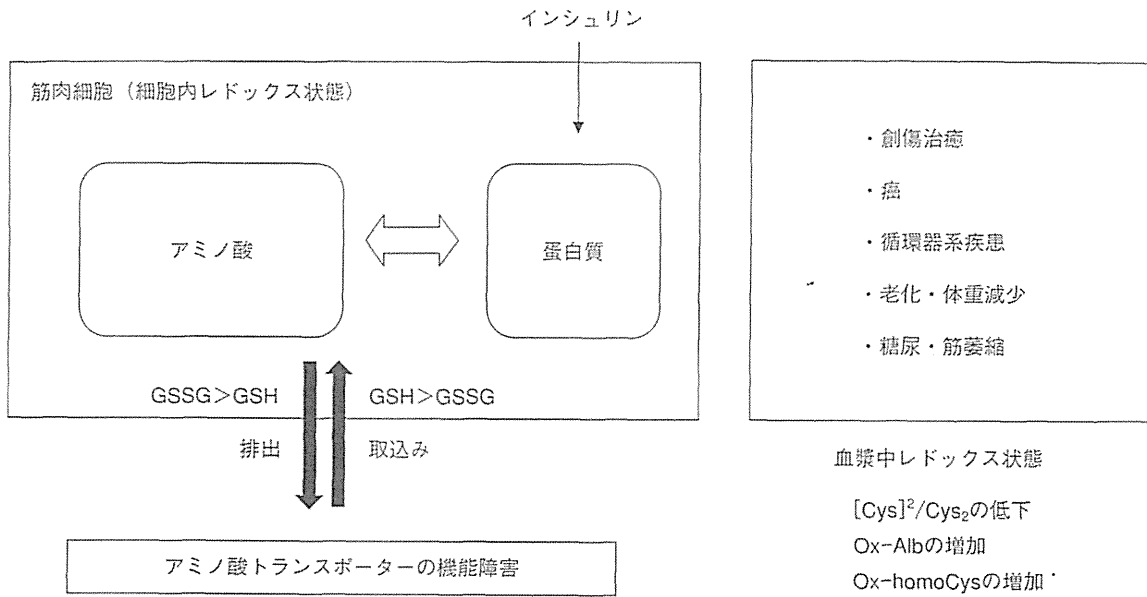 インシュリン
筋肉細胞（細胞内レドックス状態）
アミノ酸
蛋白質
GSSG>GSH
GSH>GSSG
排出
取込み
アミノ酸トランスポーターの機能障害
・創傷治癒
・癌
・循環器系疾患
・老化・体重減少
・糖尿・筋萎縮
血漿中レドックス状態
[Cys]²/Cys₂の低下
Ox-Albの増加
Ox-homoCysの増加